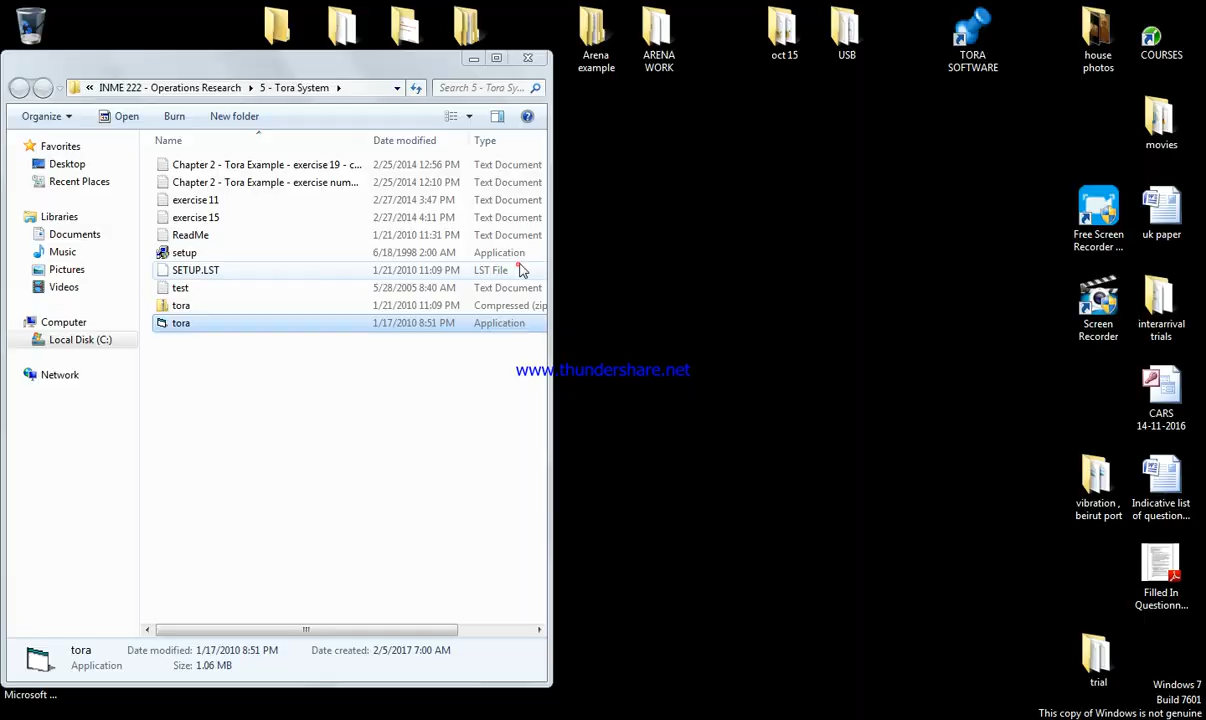 Arena
example
ARENA
WORK
oct 15
USB
TORA
SOFTWARE
house
photos
COURSES
« INME 222 - Operations Research
5 - Tora System
Search 5 - Tora Sy...
Organize
Open
Burn
New folder
Name
Date modified
Type
Favorites
Desktop
Recent Places
Libraries
Documents
Music
Pictures
Videos
Computer
Local Disk (C:)
Network
Chapter 2 - Tora Example - exercise 19 - c... 2/25/2014 12:56 PM Text Document
Chapter 2 - Tora Example - exercise num... 2/25/2014 12:10 PM Text Document
exercise 11 2/27/2014 3:47 PM Text Document
exercise 15 2/27/2014 4:11 PM Text Document
ReadMe 1/21/2010 11:31 PM Text Document
setup 6/18/1998 2:00 AM Application
SETUP.LST 1/21/2010 11:09 PM LST File
test 5/28/2005 8:40 AM Text Document
tora 1/21/2010 11:09 PM Compressed (zip
tora 1/17/2010 8:51 PM Application
www.thundershare.net
movies
Free Screen
Recorder ...
uk paper
Screen
Recorder
interarrival
trials
CARS
14-11-2016
vibration ,
beirut port
Indicative list
of question...
Filled In
Questionn...
trial
tora Date modified: 1/17/2010 8:51 PM Date created: 2/5/2017 7:00 AM
Application Size: 1.06 MB
Microsoft ...
Windows 7
Build 7601
This copy of Windows is not genuine